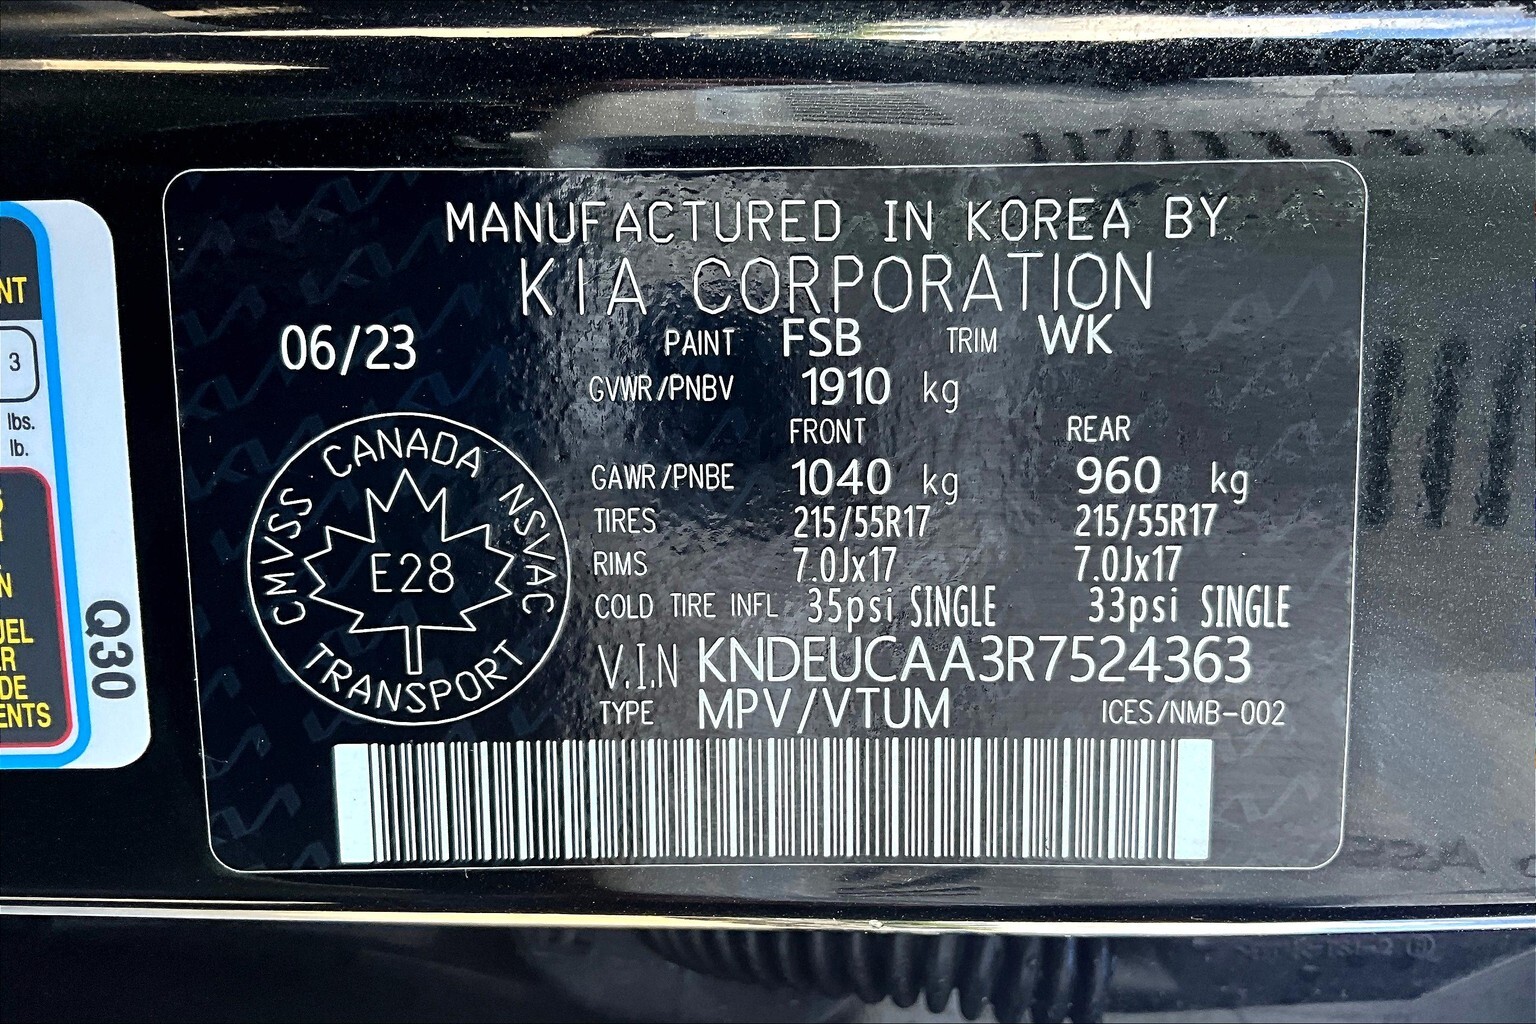 MANUFACTURED IN KOREA BY
KIA CORPORATION
06/23
PAINT FSB TRIM WK
GVWR/PNBV 1910 kg
FRONT REAR
GAWR/PNBE 1040 kg 960 kg
TIRES 215/55R17 215/55R17
RIMS 7.0Jx17 7.0Jx17
COLD TIRE INFL 35psi SINGLE 33psi SINGLE
V.I.N KNDEUCAA3R7524363
TYPE MPV/VTUM ICES/NMB-002
CMVSS CANADA NSVAC
E28
TRANSPORT
NT
3
lbs.
lb.
N
UEL
R
DE
ENTS
Q30